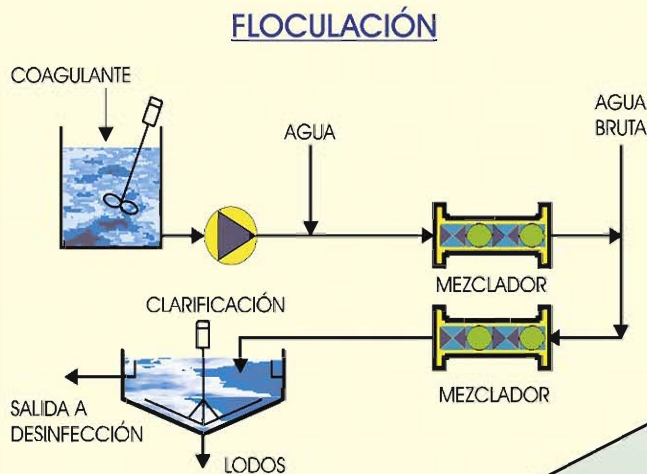 FLOCULACIÓN
COAGULANTE
AGUA
AGUA
BRUTA
MEZCLADOR
CLARIFICACIÓN
MEZCLADOR
SALIDA A
DESINFECCIÓN
LODOS